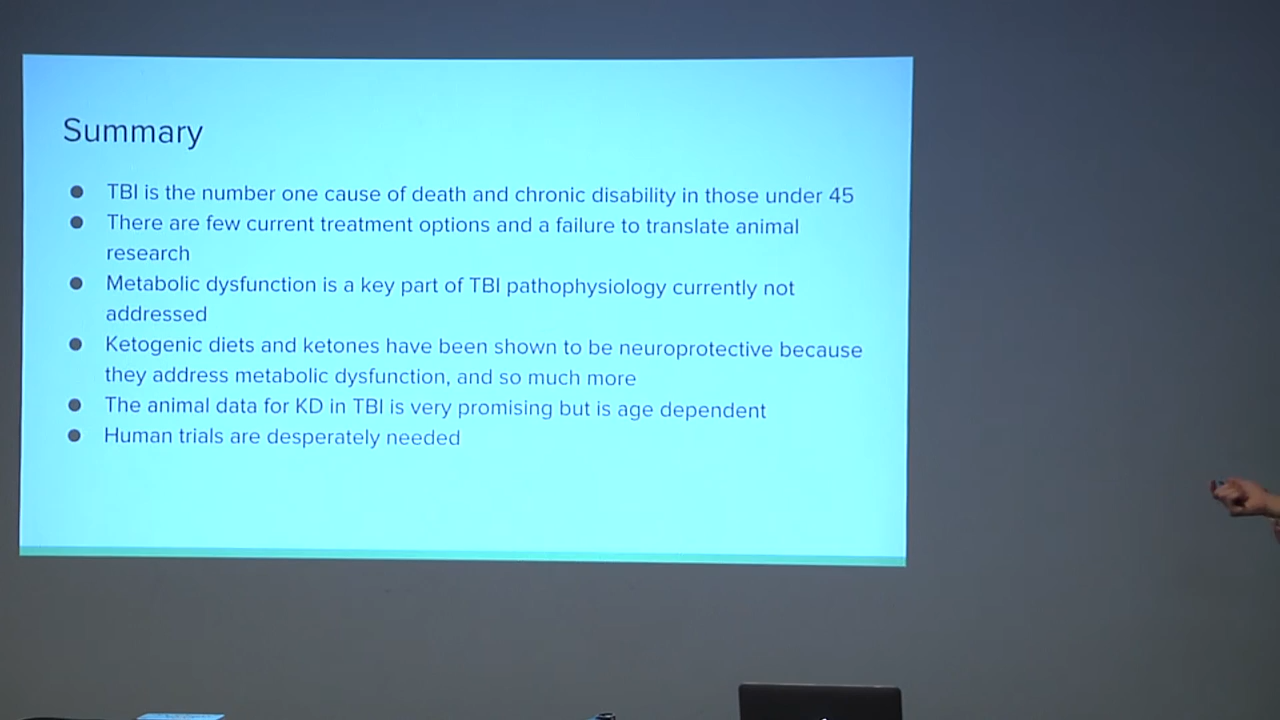 Summary
● TBI is the number one cause of death and chronic disability in those under 45
● There are few current treatment options and a failure to translate animal
research
● Metabolic dysfunction is a key part of TBI pathophysiology currently not
addressed
● Ketogenic diets and ketones have been shown to be neuroprotective because
they address metabolic dysfunction, and so much more
● The animal data for KD in TBI is very promising but is age dependent
● Human trials are desperately needed